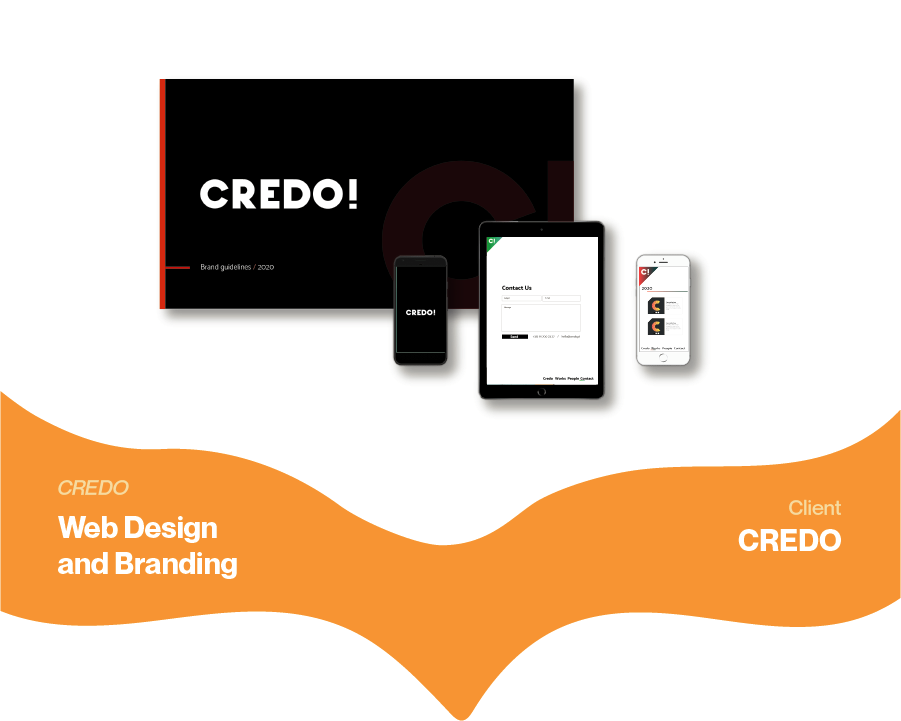 CREDO!
Brand guidelines / 2020
CREDO!
C!
Contact Us
Send
Credo Works People Contact
C!
2020
Credo Works People Contact
CREDO
Web Design
and Branding
Client
CREDO